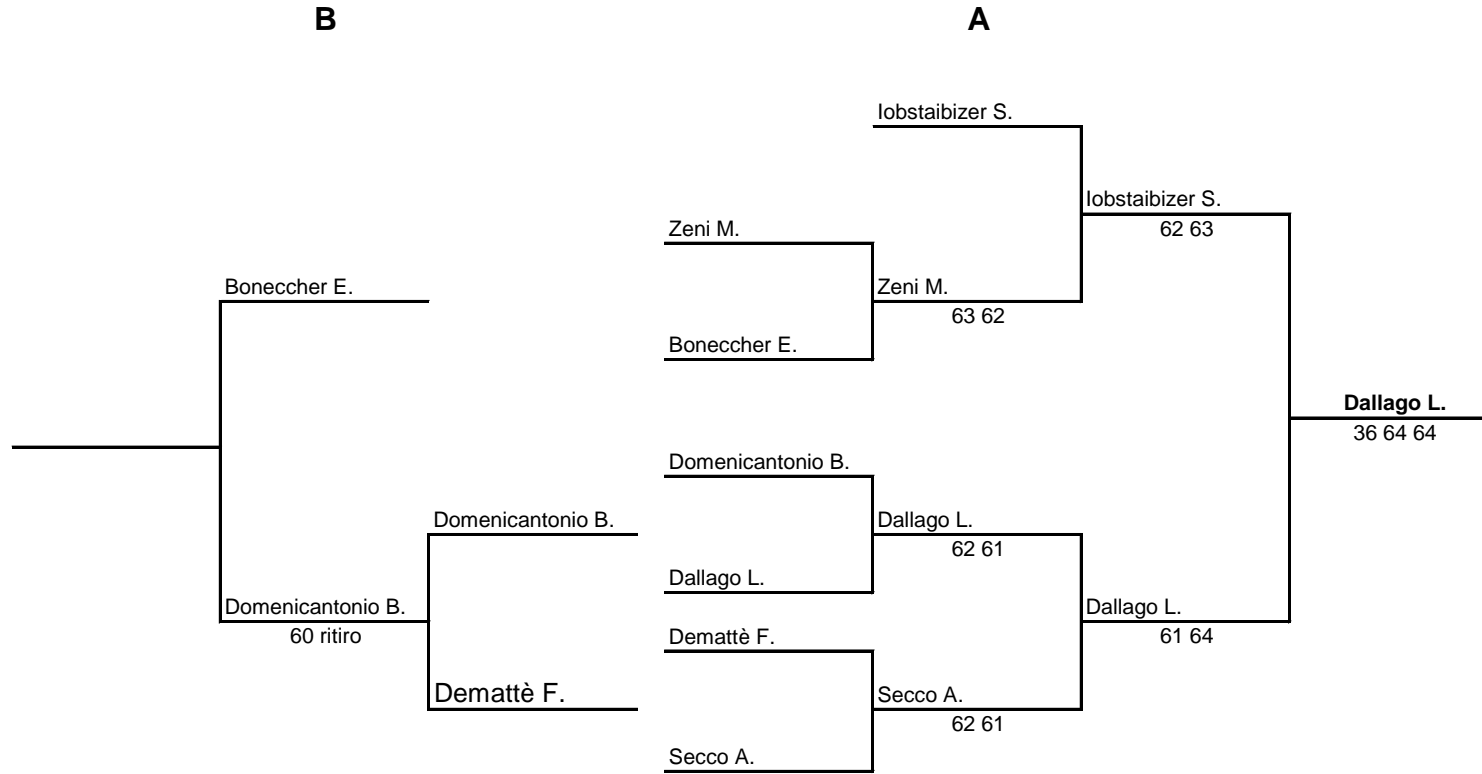 B
A
Iobstaibizer S.
Iobstaibizer S.
62 63
Zeni M.
Boneccher E.
Zeni M.
63 62
Boneccher E.
Dallago L.
36 64 64
Domenicantonio B.
Domenicantonio B.
Dallago L.
62 61
Dallago L.
Domenicantonio B.
60 ritiro
Dallago L.
61 64
Demattè F.
Demattè F.
Secco A.
62 61
Secco A.